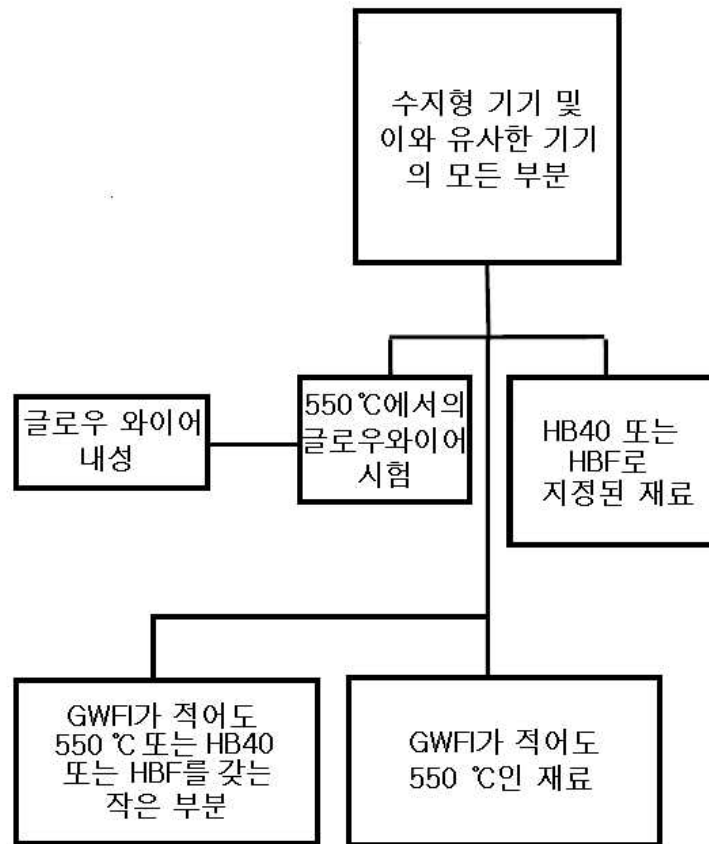 수지형 기기 및
이와 유사한 기기
의 모든 부분
글로우 와이어
내성
550℃에서의
글로우와이어
시험
HB40 또는
HBF로
지정된 재료
GWFI가 적어도
550 ℃ 또는 HB40
또는 HBF를 갖는
작은 부분
GWFI가 적어도
550 ℃인 재료